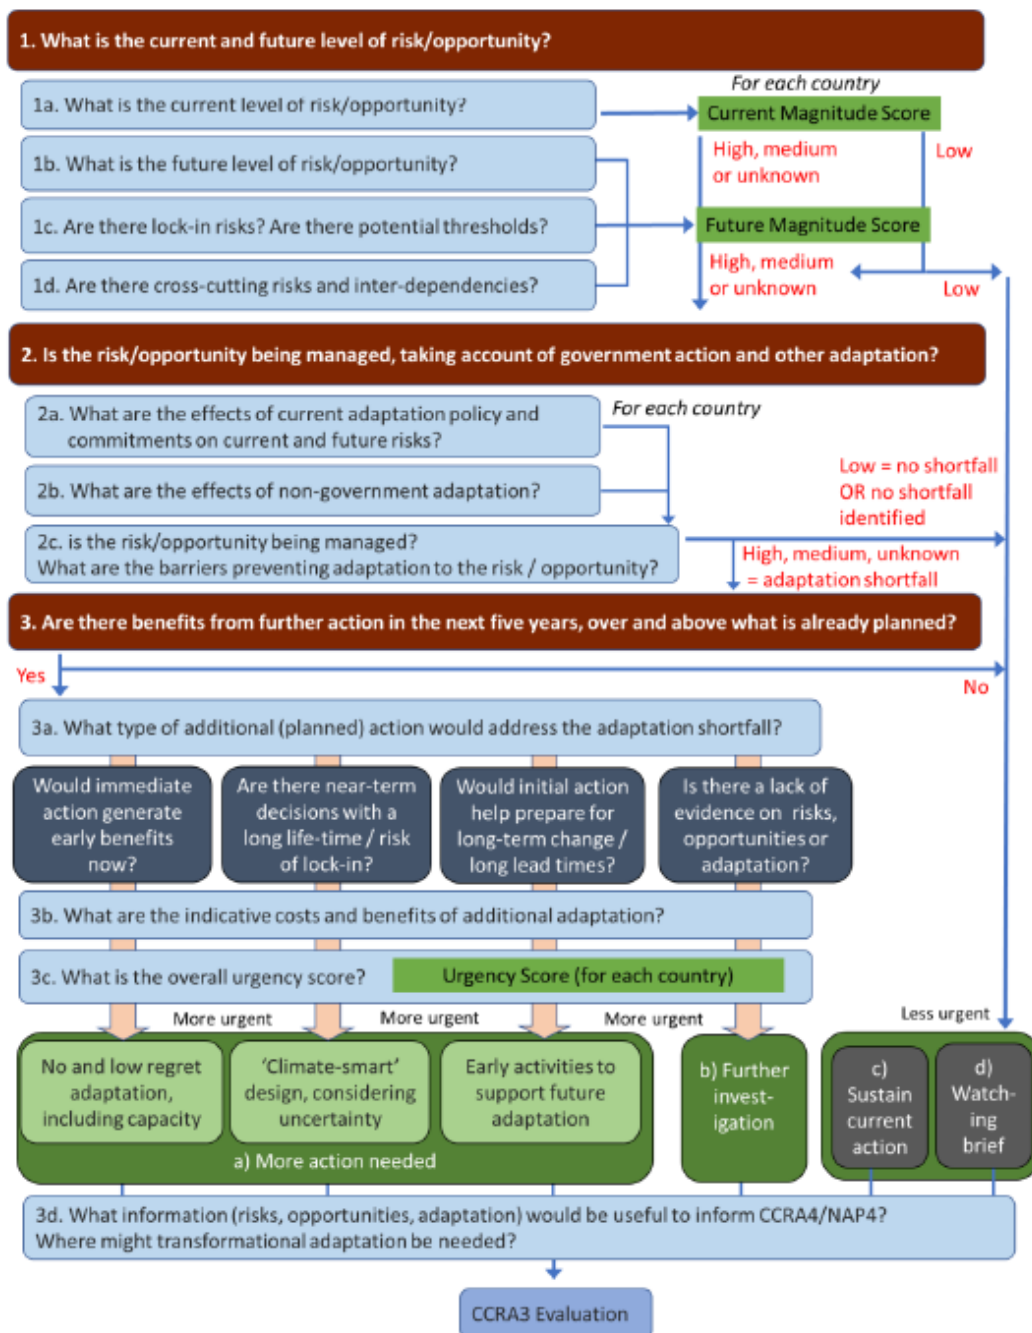 1. What is the current and future level of risk/opportunity?
For each country
1a. What is the current level of risk/opportunity?
Current Magnitude Score
1b. What is the future level of risk/opportunity?
High, medium
or unknown
Low
1c. Are there lock-in risks? Are there potential thresholds?
Future Magnitude Score
1d. Are there cross-cutting risks and inter-dependencies?
High, medium
or unknown
Low
2. Is the risk/opportunity being managed, taking account of government action and other adaptation?
2a. What are the effects of current adaptation policy and
commitments on current and future risks?
For each country
2b. What are the effects of non-government adaptation?
Low = no shortfall
OR no shortfall
identified
2c. is the risk/opportunity being managed?
What are the barriers preventing adaptation to the risk / opportunity?
High, medium, unknown
= adaptation shortfall
3. Are there benefits from further action in the next five years, over and above what is already planned?
Yes
No
3a. What type of additional (planned) action would address the adaptation shortfall?
Would immediate
action generate
early benefits
now?
Are there near-term
decisions with a
long life-time / risk
of lock-in?
Would initial action
help prepare for
long-term change /
long lead times?
Is there a lack of
evidence on risks,
opportunities or
adaptation?
3b. What are the indicative costs and benefits of additional adaptation?
3c. What is the overall urgency score?
Urgency Score (for each country)
More urgent
More urgent
More urgent
Less urgent
No and low regret
adaptation,
including capacity
'Climate-smart'
design, considering
uncertainty
Early activities to
support future
adaptation
a) More action needed
b) Further
invest-
igation
c)
Sustain
current
action
d)
Watch-
ing
brief
3d. What information (risks, opportunities, adaptation) would be useful to inform CCRA4/NAP4?
Where might transformational adaptation be needed?
CCRA3 Evaluation